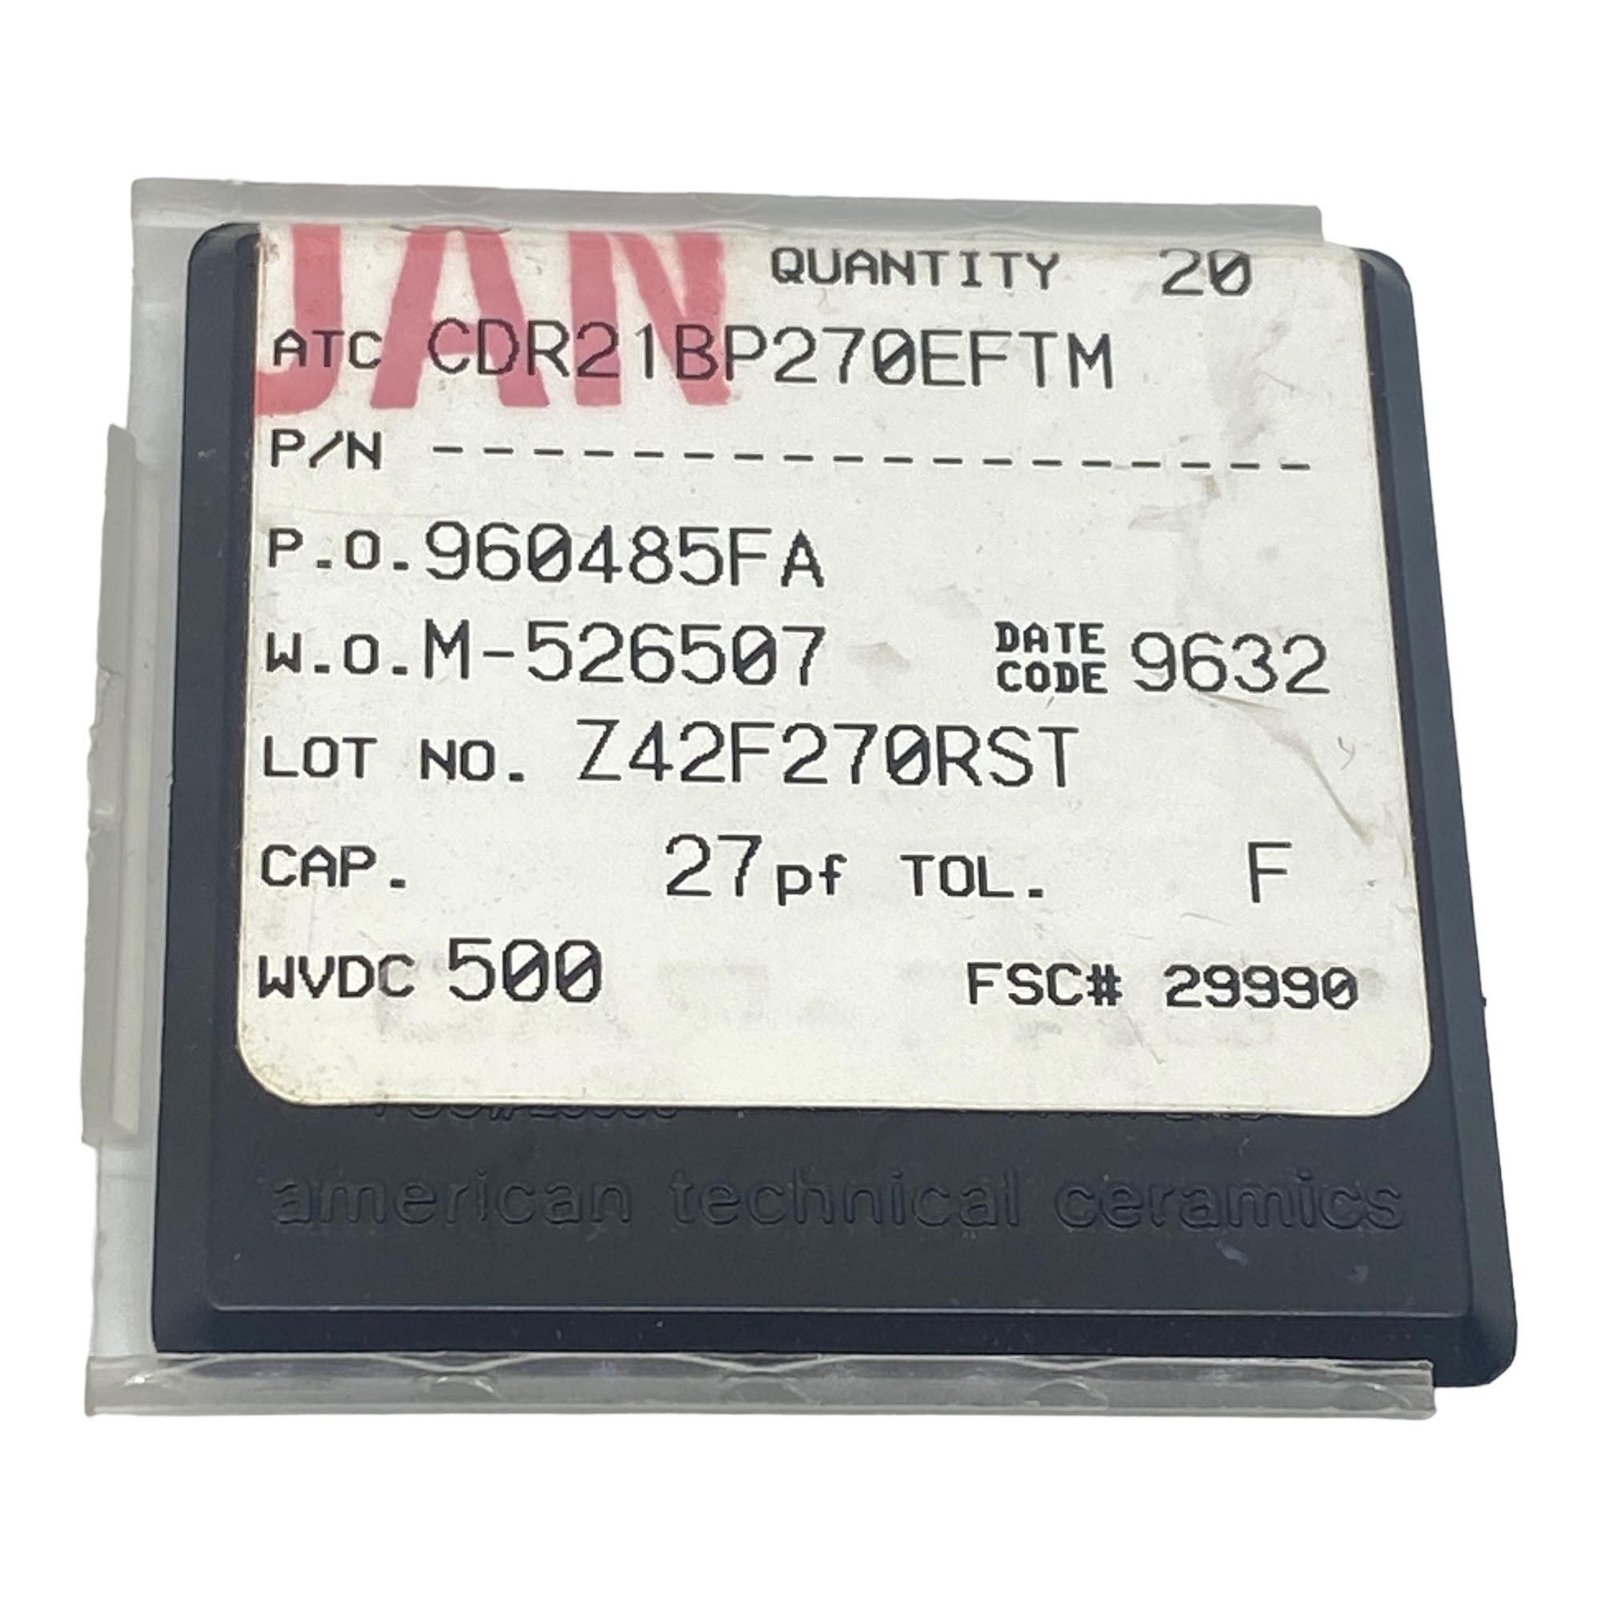 JAN
QUANTITY 20
ATC CDR21BP270EFTM
P/N ------------------
P.O. 960485FA
W.O. M-526507 DATE CODE 9632
LOT NO. Z42F270RST
CAP. 27pf TOL. F
WVDC 500 FSC# 29990
american technical ceramics